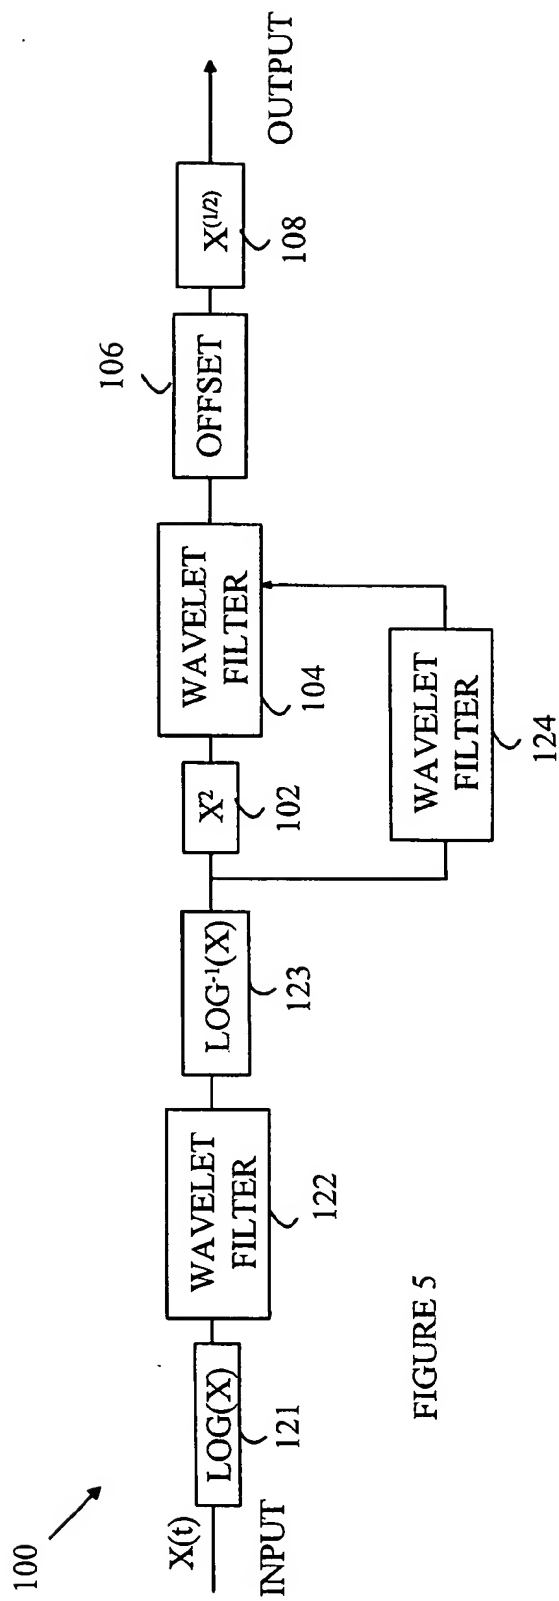 100
X(t)
INPUT
LOG(X)
121
WAVELET
FILTER
122
LOG⁻¹(X)
123
X²
102
WAVELET
FILTER
104
WAVELET
FILTER
124
OFFSET
106
X⁽¹/²⁾
108
OUTPUT
FIGURE 5